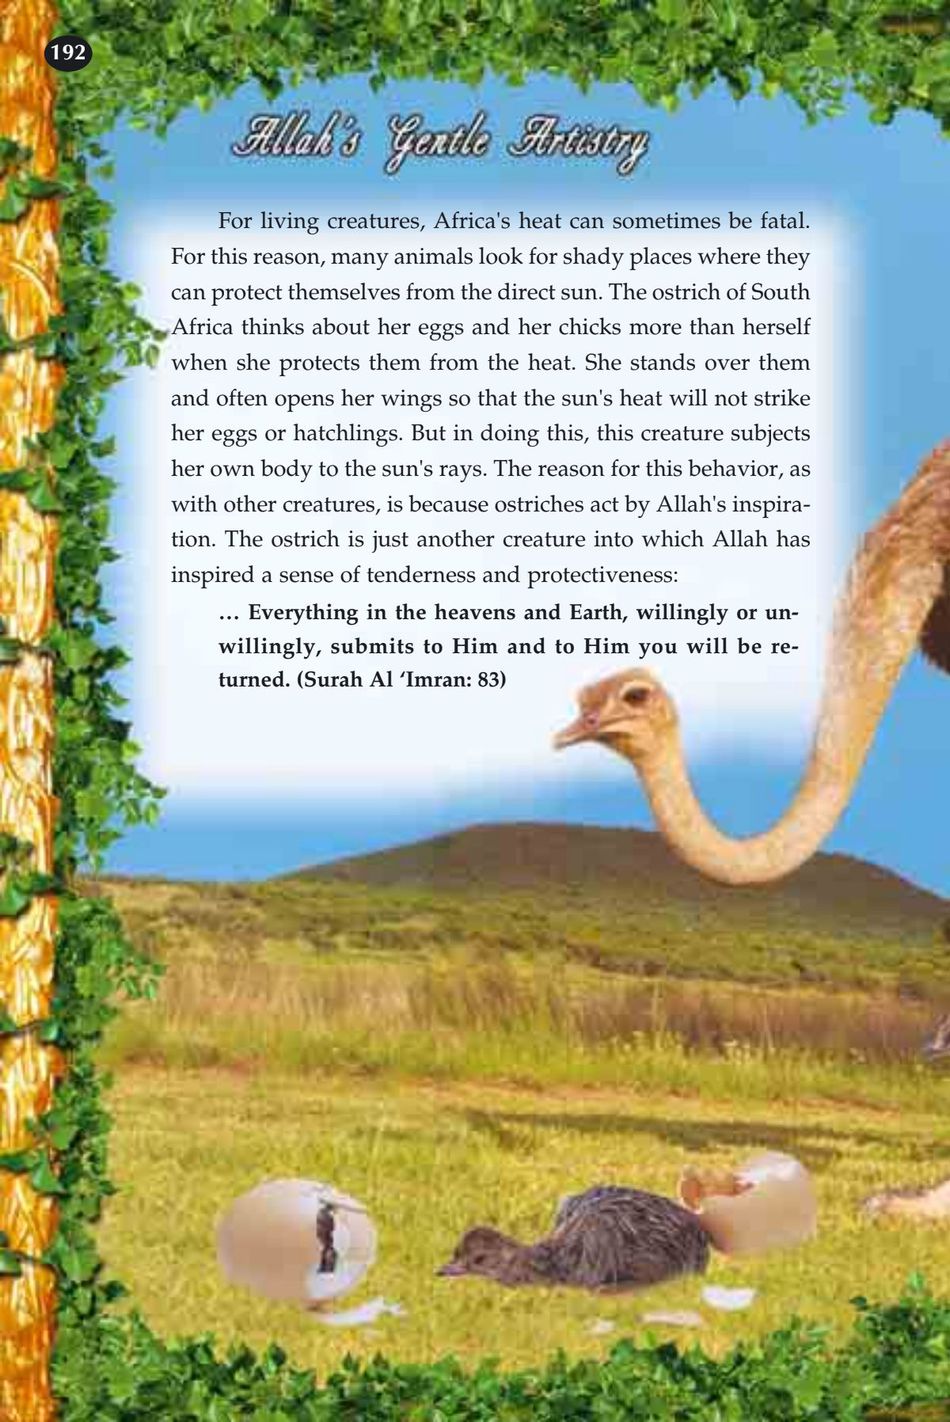 192
Allah's Gentle Artistry
For living creatures, Africa's heat can sometimes be fatal.
For this reason, many animals look for shady places where they
can protect themselves from the direct sun. The ostrich of South
Africa thinks about her eggs and her chicks more than herself
when she protects them from the heat. She stands over them
and often opens her wings so that the sun's heat will not strike
her eggs or hatchlings. But in doing this, this creature subjects
her own body to the sun's rays. The reason for this behavior, as
with other creatures, is because ostriches act by Allah's inspira-
tion. The ostrich is just another creature into which Allah has
inspired a sense of tenderness and protectiveness:
… Everything in the heavens and Earth, willingly or un-
willingly, submits to Him and to Him you will be re-
turned. (Surah Al ‘Imran: 83)